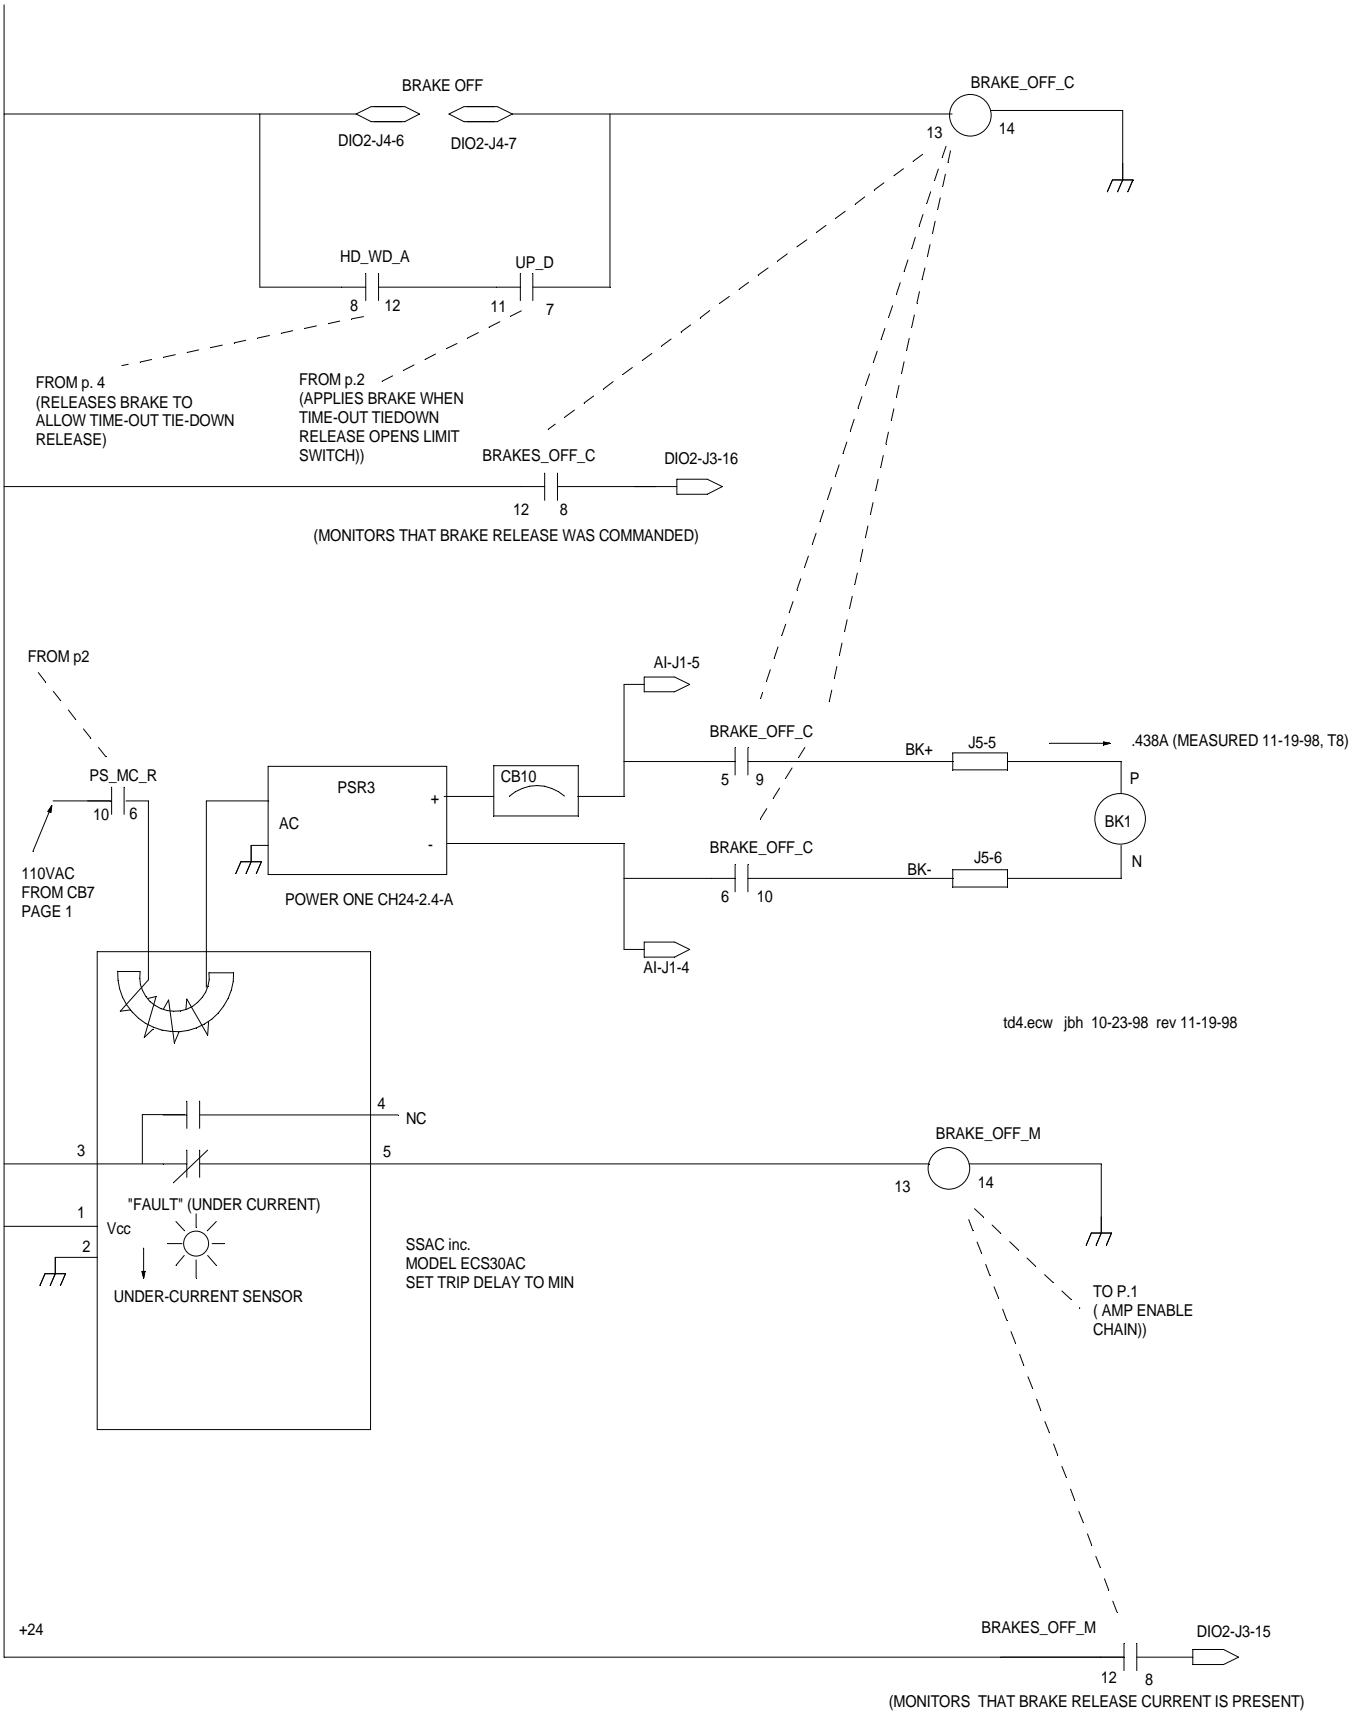 BRAKE OFF
BRAKE_OFF_C
DIO2-J4-6
DIO2-J4-7
13
14
HD_WD_A
UP_D
8
12
11
7
FROM p. 4
(RELEASES BRAKE TO
ALLOW TIME-OUT TIE-DOWN
RELEASE)
FROM p.2
(APPLIES BRAKE WHEN
TIME-OUT TIEDOWN
RELEASE OPENS LIMIT
SWITCH))
BRAKES_OFF_C
DIO2-J3-16
12
8
(MONITORS THAT BRAKE RELEASE WAS COMMANDED)
FROM p2
AI-J1-5
PS_MC_R
10
6
110VAC
FROM CB7
PAGE 1
PSR3
AC
+
-
POWER ONE CH24-2.4-A
CB10
BRAKE_OFF_C
5
9
BK+
J5-5
.438A (MEASURED 11-19-98, T8)
P
BK1
N
BRAKE_OFF_C
6
10
BK-
J5-6
AI-J1-4
td4.ecw jbh 10-23-98 rev 11-19-98
4
NC
3
5
"FAULT" (UNDER CURRENT)
1
Vcc
2
UNDER-CURRENT SENSOR
SSAC inc.
MODEL ECS30AC
SET TRIP DELAY TO MIN
BRAKE_OFF_M
13
14
TO P.1
( AMP ENABLE
CHAIN))
+24
BRAKES_OFF_M
DIO2-J3-15
12
8
(MONITORS THAT BRAKE RELEASE CURRENT IS PRESENT)